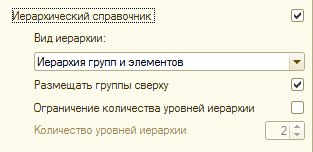 Иерархический справочник
Вид иерархии:
Иерархия групп и элементов
Размещать группы сверху
Ограничение количества уровней иерархии
Количество уровней иерархии 2